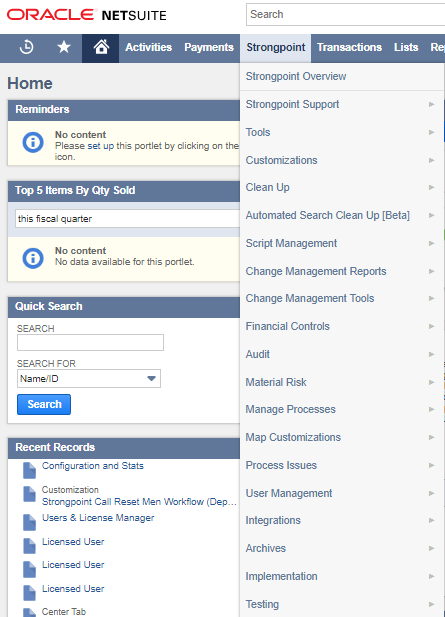 ORACLE NETSUITE
Search
Activities Payments Strongpoint Transactions Lists
Home
Reminders
No content
Please set up this portlet by clicking on the
icon.
Top 5 Items By Qty Sold
this fiscal quarter
No content
No data available for this portlet.
Quick Search
SEARCH
SEARCH FOR
Name/ID
Search
Recent Records
Configuration and Stats
Customization
Strongpoint Call Reset Men Workflow (Dep...
Users & License Manager
Licensed User
Licensed User
Licensed User
Center Tab
Strongpoint Overview
Strongpoint Support
Tools
Customizations
Clean Up
Automated Search Clean Up [Beta]
Script Management
Change Management Reports
Change Management Tools
Financial Controls
Audit
Material Risk
Manage Processes
Map Customizations
Process Issues
User Management
Integrations
Archives
Implementation
Testing